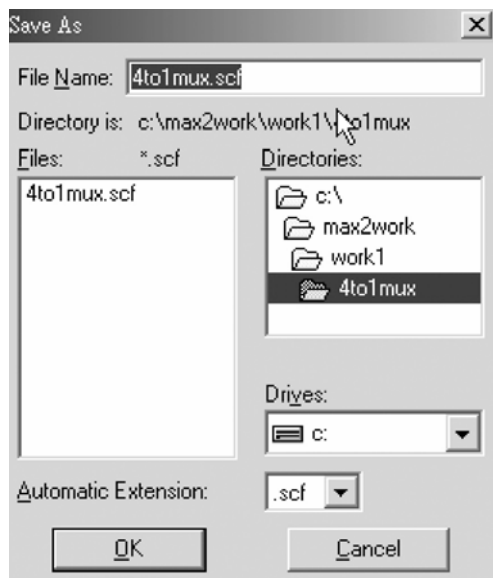 Save As
File Name: 4to1mux.scf
Directory is: c:\max2work\work1\4to1mux
Files: *.scf
Directories:
4to1mux.scf
c:\
max2work
work1
4to1mux
Drives:
c:
Automatic Extension: .scf
OK
Cancel